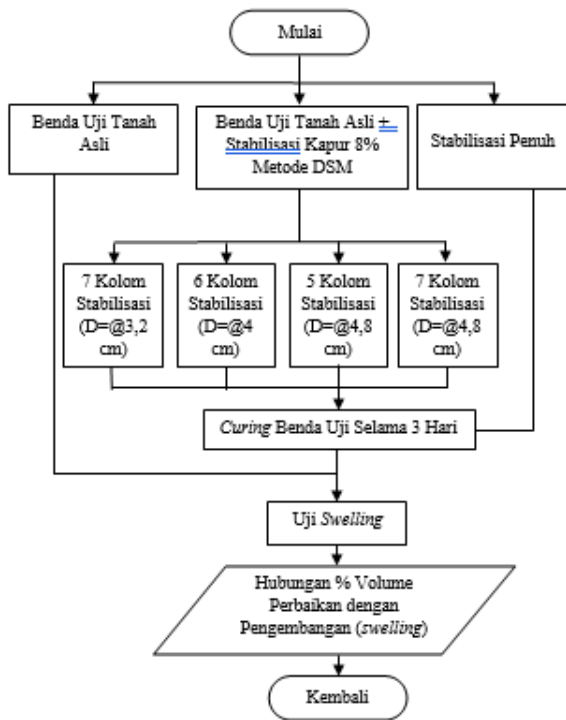 Mulai
Benda Uji Tanah
Asli
Benda Uji Tanah Asli +
Stabilisasi Kapur 8%
Metode DSM
Stabilisasi Penuh
7 Kolom
Stabilisasi
(D=@3,2
cm)
6 Kolom
Stabilisasi
(D=@4
cm)
5 Kolom
Stabilisasi
(D=@4,8
cm)
7 Kolom
Stabilisasi
(D=@4,8
cm)
Curing Benda Uji Selama 3 Hari
Uji Swelling
Hubungan % Volume
Perbaikan dengan
Pengembangan (swelling)
Kembali